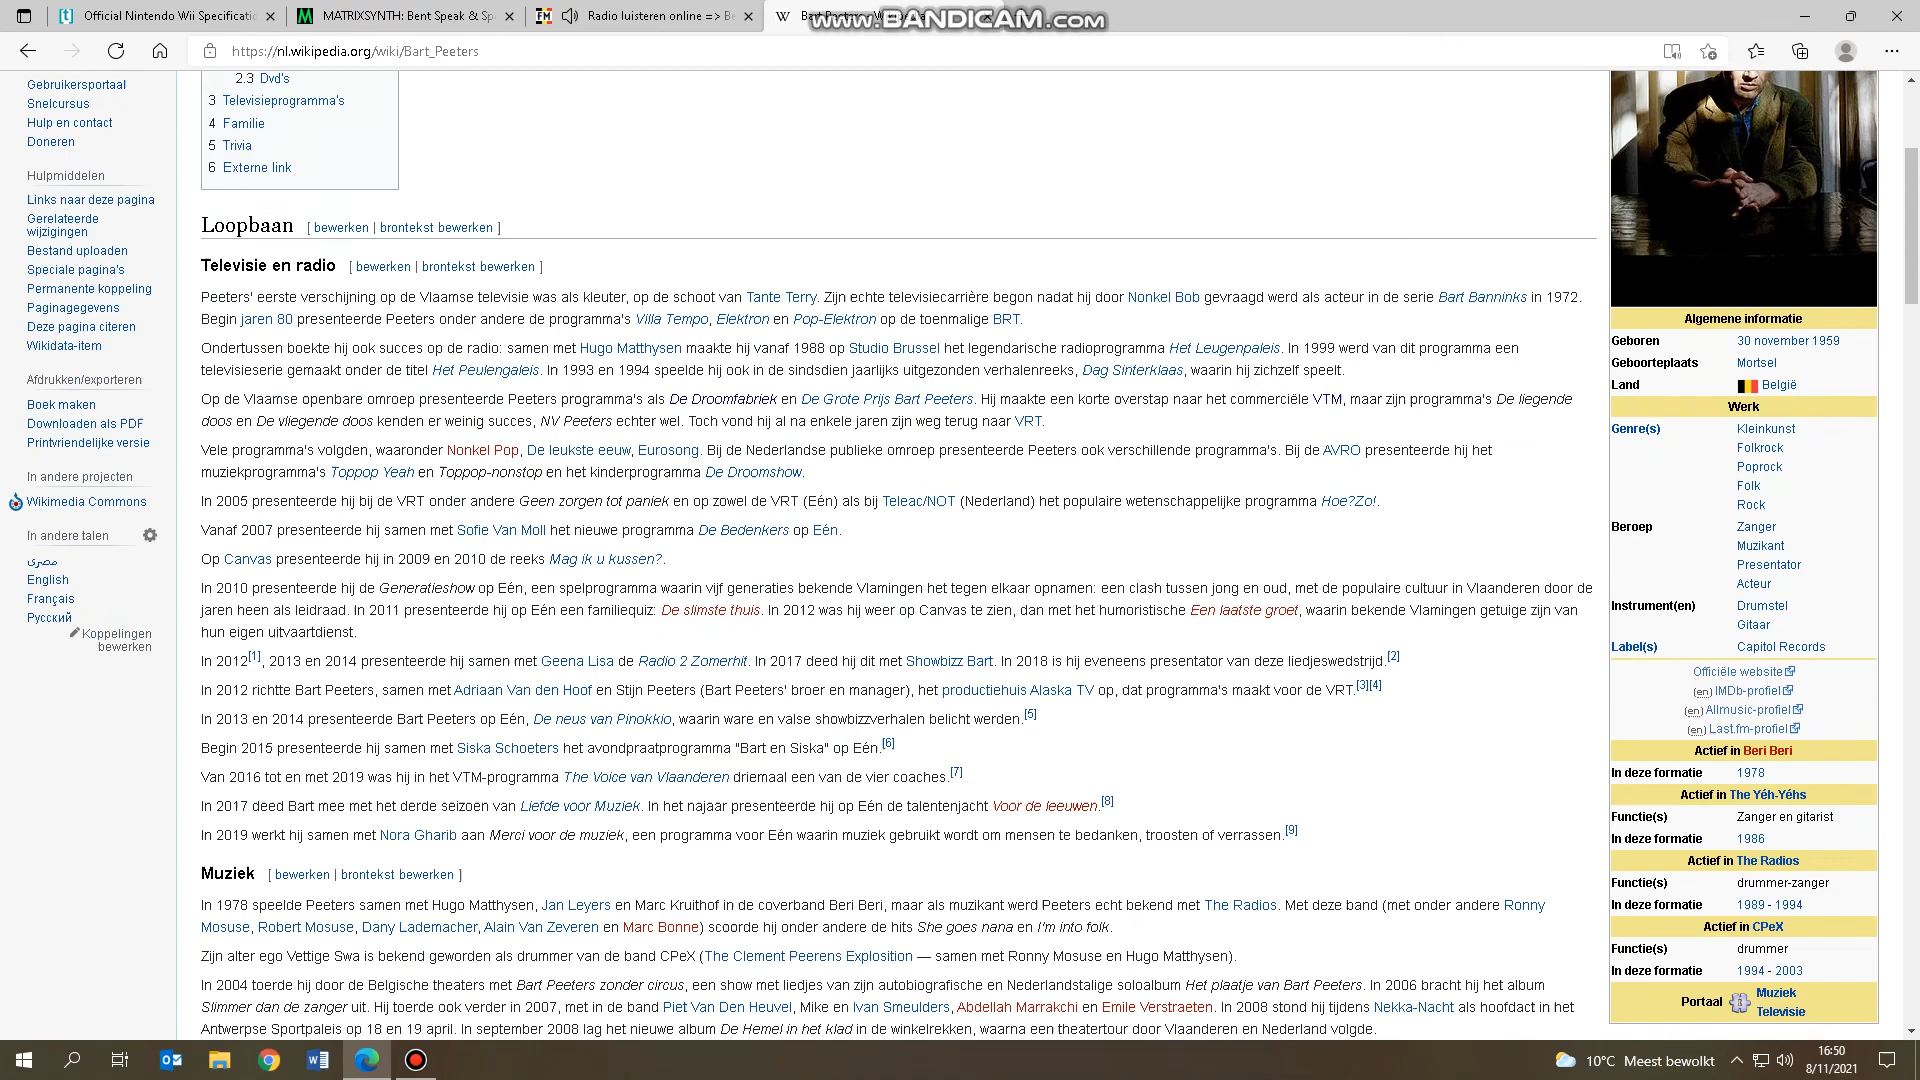 Official Nintendo Wii Specificatic
MATRIXSYNTH: Bent Speak & Sp
Radio luisteren online => Be
www.BANDICAM.com
https://nl.wikipedia.org/wiki/Bart_Peeters
Gebruikersportaal
Snelcursus
Hulp en contact
Doneren
Hulpmiddelen
Links naar deze pagina
Gerelateerde
wijzigingen
Bestand uploaden
Speciale pagina's
Permanente koppeling
Paginagegevens
Deze pagina citeren
Wikidata-item
Afdrukken/exporteren
Boek maken
Downloaden als PDF
Printvriendelijke versie
In andere projecten
Wikimedia Commons
In andere talen
مصرى
English
Français
Русский
Koppelingen
bewerken
2.3 Dvd's
3 Televisieprogramma's
4 Familie
5 Trivia
6 Externe link
Loopbaan [ bewerken | brontekst bewerken ]
Televisie en radio [ bewerken | brontekst bewerken ]
Peeters' eerste verschijning op de Vlaamse televisie was als kleuter, op de schoot van Tante Terry. Zijn echte televisiecarrière begon nadat hij door Nonkel Bob gevraagd werd als acteur in de serie Bart Banninks in 1972.
Begin jaren 80 presenteerde Peeters onder andere de programma's Villa Tempo, Elektron en Pop-Elektron op de toenmalige BRT.
Ondertussen boekte hij ook succes op de radio: samen met Hugo Matthysen maakte hij vanaf 1988 op Studio Brussel het legendarische radioprogramma Het Leugenpaleis. In 1999 werd van dit programma een
televisieserie gemaakt onder de titel Het Peulengaleis. In 1993 en 1994 speelde hij ook in de sindsdien jaarlijks uitgezonden verhalenreeks, Dag Sinterklaas, waarin hij zichzelf speelt.
Op de Vlaamse openbare omroep presenteerde Peeters programma's als De Droomfabriek en De Grote Prijs Bart Peeters. Hij maakte een korte overstap naar het commerciële VTM, maar zijn programma's De liegende
doos en De vliegende doos kenden er weinig succes, NV Peeters echter wel. Toch vond hij al na enkele jaren zijn weg terug naar VRT.
Vele programma's volgden, waaronder Nonkel Pop, De leukste eeuw, Eurosong. Bij de Nederlandse publieke omroep presenteerde Peeters ook verschillende programma's. Bij de AVRO presenteerde hij het
muziekprogramma's Toppop Yeah en Toppop-nonstop en het kinderprogramma De Droomshow.
In 2005 presenteerde hij bij de VRT onder andere Geen zorgen tot paniek en op zowel de VRT (Eén) als bij Teleac/NOT (Nederland) het populaire wetenschappelijke programma Hoe?Zo!.
Vanaf 2007 presenteerde hij samen met Sofie Van Moll het nieuwe programma De Bedenkers op Eén.
Op Canvas presenteerde hij in 2009 en 2010 de reeks Mag ik u kussen?.
In 2010 presenteerde hij de Generatieshow op Eén, een spelprogramma waarin vijf generaties bekende Vlamingen het tegen elkaar opnamen: een clash tussen jong en oud, met de populaire cultuur in Vlaanderen door de
jaren heen als leidraad. In 2011 presenteerde hij op Eén een familiequiz: De slimste thuis. In 2012 was hij weer op Canvas te zien, dan met het humoristische Een laatste groet, waarin bekende Vlamingen getuige zijn van
hun eigen uitvaartdienst.
In 2012[1], 2013 en 2014 presenteerde hij samen met Geena Lisa de Radio 2 Zomerhit. In 2017 deed hij dit met Showbizz Bart. In 2018 is hij eveneens presentator van deze liedjeswedstrijd.[2]
In 2012 richtte Bart Peeters, samen met Adriaan Van den Hoof en Stijn Peeters (Bart Peeters' broer en manager), het productiehuis Alaska TV op, dat programma's maakt voor de VRT.[3][4]
In 2013 en 2014 presenteerde Bart Peeters op Eén, De neus van Pinokkio, waarin ware en valse showbizzverhalen belicht werden.[5]
Begin 2015 presenteerde hij samen met Siska Schoeters het avondpraatprogramma "Bart en Siska" op Eén.[6]
Van 2016 tot en met 2019 was hij in het VTM-programma The Voice van Vlaanderen driemaal een van de vier coaches.[7]
In 2017 deed Bart mee met het derde seizoen van Liefde voor Muziek. In het najaar presenteerde hij op Eén de talentenjacht Voor de leeuwen.[8]
In 2019 werkt hij samen met Nora Gharib aan Merci voor de muziek, een programma voor Eén waarin muziek gebruikt wordt om mensen te bedanken, troosten of verrassen.[9]
Muziek [ bewerken | brontekst bewerken ]
In 1978 speelde Peeters samen met Hugo Matthysen, Jan Leyers en Marc Kruithof in de coverband Beri Beri, maar als muzikant werd Peeters echt bekend met The Radios. Met deze band (met onder andere Ronny
Mosuse, Robert Mosuse, Dany Lademacher, Alain Van Zeveren en Marc Bonne) scoorde hij onder andere de hits She goes nana en I'm into folk.
Zijn alter ego Vettige Swa is bekend geworden als drummer van de band CPeX (The Clement Peerens Explosition — samen met Ronny Mosuse en Hugo Matthysen).
In 2004 toerde hij door de Belgische theaters met Bart Peeters zonder circus, een show met liedjes van zijn autobiografische en Nederlandstalige soloalbum Het plaatje van Bart Peeters. In 2006 bracht hij het album
Slimmer dan de zanger uit. Hij toerde ook verder in 2007, met in de band Piet Van Den Heuvel, Mike en Ivan Smeulders, Abdellah Marrakchi en Emile Verstraeten. In 2008 stond hij tijdens Nekka-Nacht als hoofdact in het
Antwerpse Sportpaleis op 18 en 19 april. In september 2008 lag het nieuwe album De Hemel in het klad in de winkelrekken, waarna een theatertour door Vlaanderen en Nederland volgde.
Algemene informatie
Geboren 30 november 1959
Geboorteplaats Mortsel
Land België
Werk
Genre(s) Kleinkunst
Folkrock
Poprock
Folk
Rock
Beroep Zanger
Muzikant
Presentator
Acteur
Instrument(en) Drumstel
Gitaar
Label(s) Capitol Records
Officiële website
(en) IMDb-profiel
(en) Allmusic-profiel
(en) Last.fm-profiel
Actief in Beri Beri
In deze formatie 1978
Actief in The Yéh-Yéhs
Functie(s) Zanger en gitarist
In deze formatie 1986
Actief in The Radios
Functie(s) drummer-zanger
In deze formatie 1989 - 1994
Actief in CPeX
Functie(s) drummer
In deze formatie 1994 - 2003
Portaal Muziek
Televisie
10°C Meest bewolkt
16:50
8/11/2021